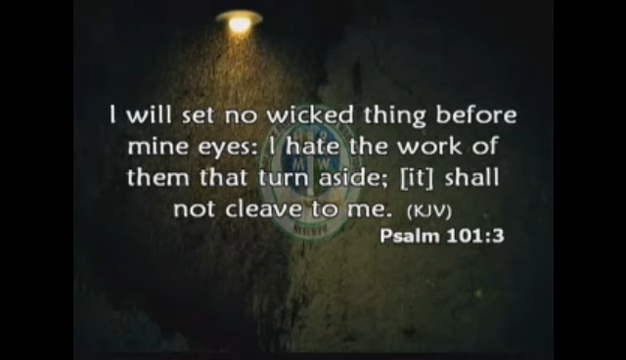 I will set no wicked thing before
mine eyes: I hate the work of
them that turn aside; [it] shall
not cleave to me. (KJV)
Psalm 101:3